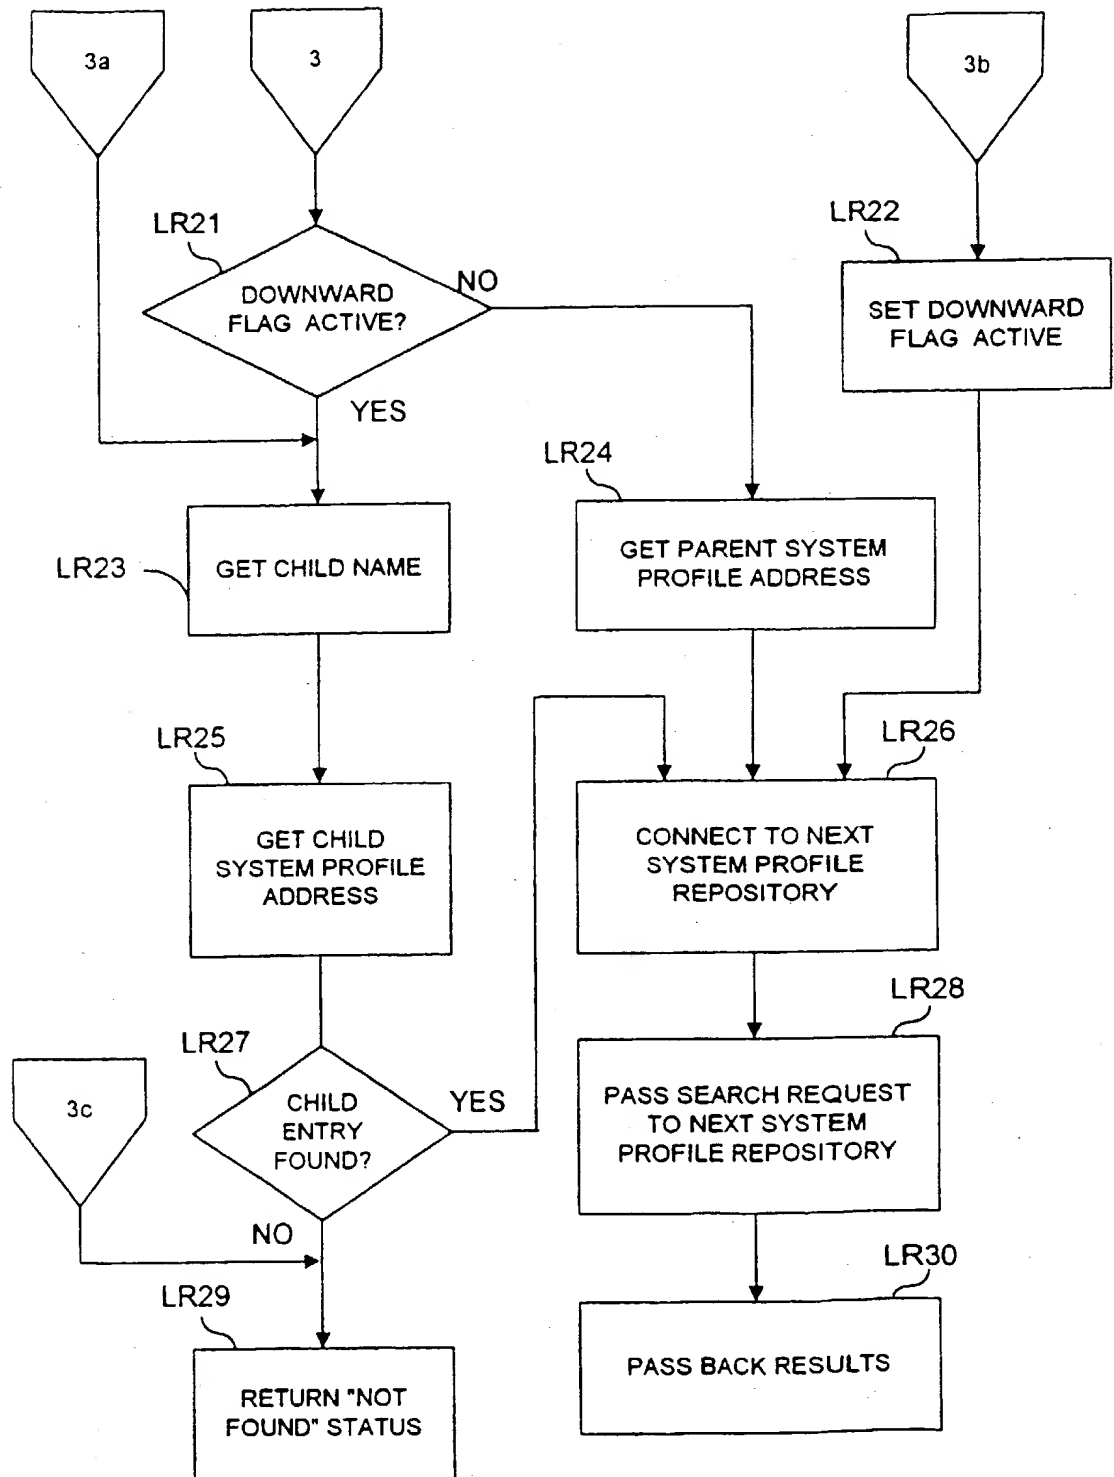 3a
3
3b
LR21
DOWNWARD
FLAG ACTIVE?
NO
YES
LR22
SET DOWNWARD
FLAG ACTIVE
LR24
GET PARENT SYSTEM
PROFILE ADDRESS
LR23
GET CHILD NAME
LR25
GET CHILD
SYSTEM PROFILE
ADDRESS
LR26
CONNECT TO NEXT
SYSTEM PROFILE
REPOSITORY
LR27
CHILD
ENTRY
FOUND?
YES
NO
3c
LR28
PASS SEARCH REQUEST
TO NEXT SYSTEM
PROFILE REPOSITORY
LR29
RETURN "NOT
FOUND" STATUS
LR30
PASS BACK RESULTS